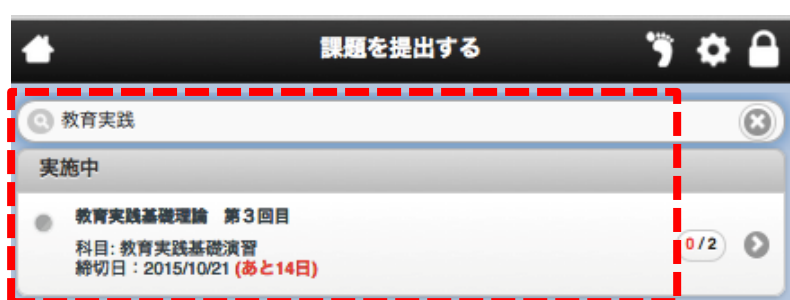 課題を提出する
教育実践
実施中
教育実践基礎理論　第3回目
0/2
科目: 教育実践基礎演習
締切日：2015/10/21 (あと14日)